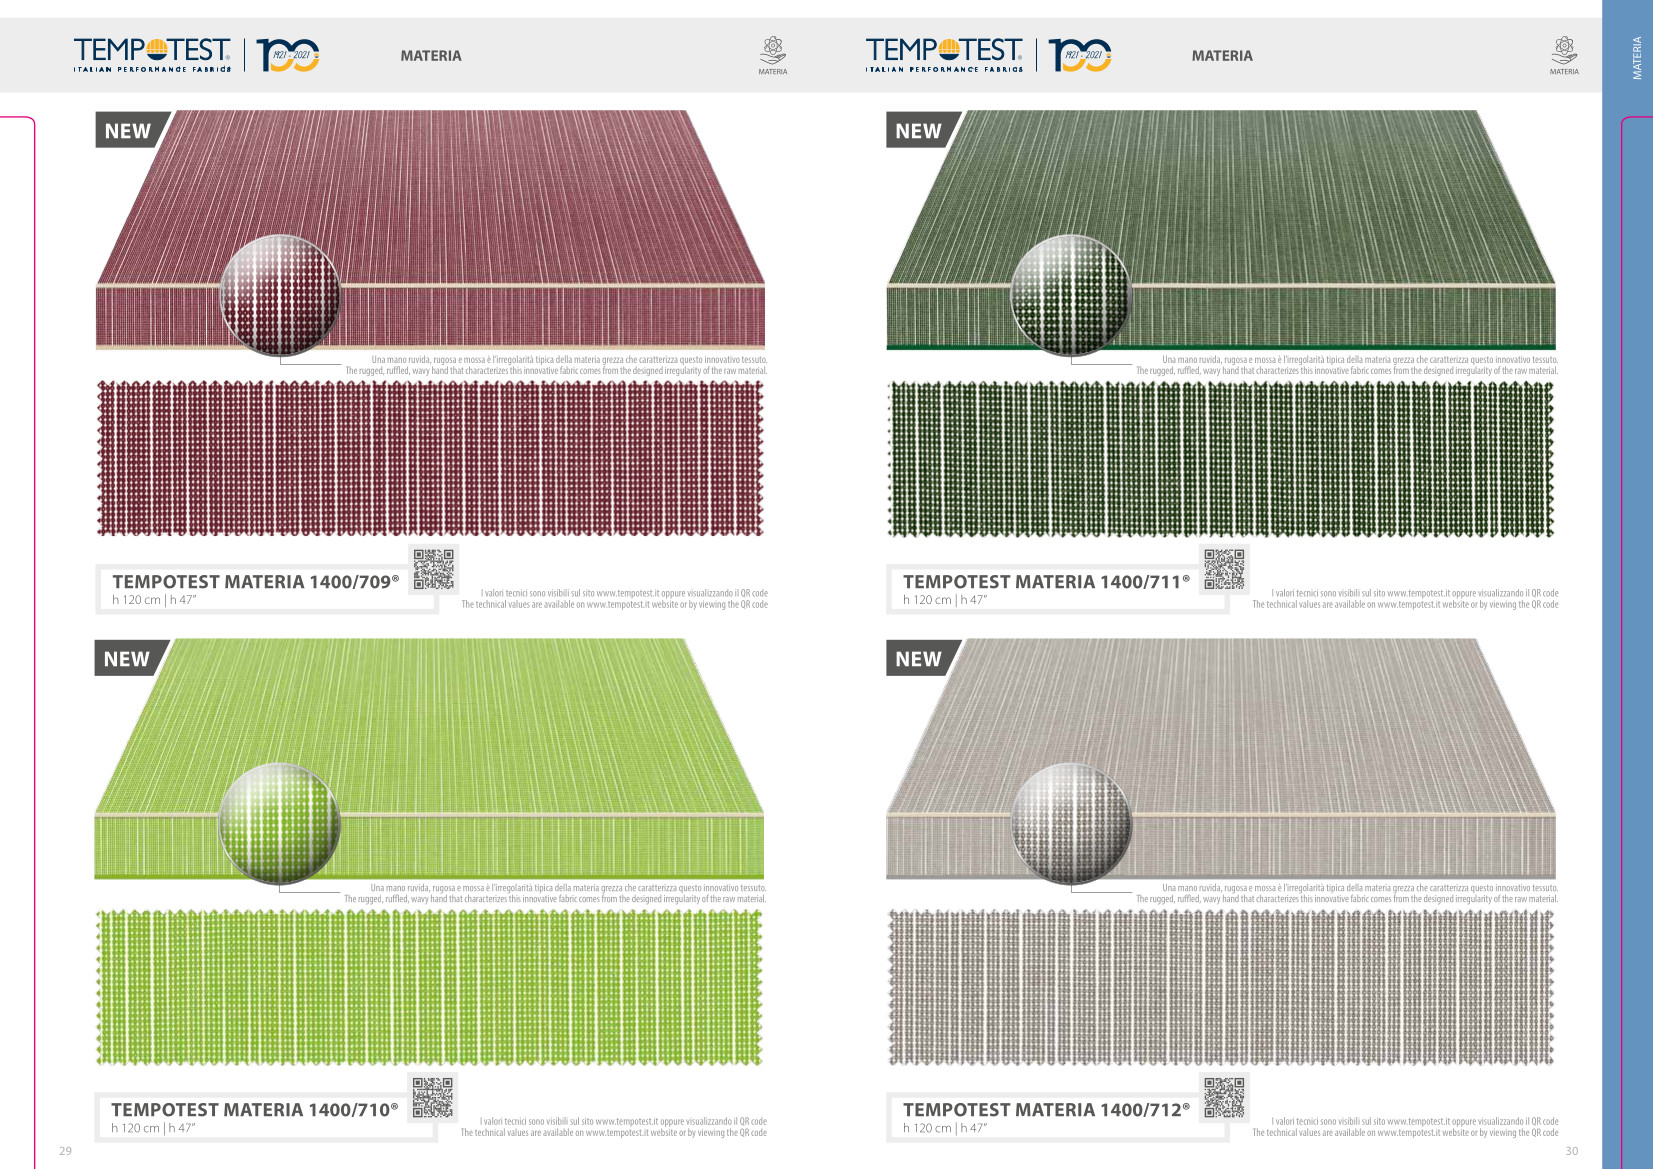 TEMPOTEST®
ITALIAN PERFORMANCE FABRICS
100
1921 - 2021
MATERIA
MATERIA
NEW
Una mano ruvida, rugosa e mossa è l'irregolarità tipica della materia grezza che caratterizza questo innovativo tessuto.
The rugged, ruffled, wavy hand that characterizes this innovative fabric comes from the designed irregularity of the raw material.
TEMPOTEST MATERIA 1400/709®
h 120 cm | h 47”
I valori tecnici sono visibili sul sito www.tempotest.it oppure visualizzando il QR code
The technical values are available on www.tempotest.it website or by viewing the QR code
NEW
Una mano ruvida, rugosa e mossa è l'irregolarità tipica della materia grezza che caratterizza questo innovativo tessuto.
The rugged, ruffled, wavy hand that characterizes this innovative fabric comes from the designed irregularity of the raw material.
TEMPOTEST MATERIA 1400/710®
h 120 cm | h 47”
I valori tecnici sono visibili sul sito www.tempotest.it oppure visualizzando il QR code
The technical values are available on www.tempotest.it website or by viewing the QR code
29
TEMPOTEST®
ITALIAN PERFORMANCE FABRICS
100
1921 - 2021
MATERIA
MATERIA
MATERIA
NEW
Una mano ruvida, rugosa e mossa è l'irregolarità tipica della materia grezza che caratterizza questo innovativo tessuto.
The rugged, ruffled, wavy hand that characterizes this innovative fabric comes from the designed irregularity of the raw material.
TEMPOTEST MATERIA 1400/711®
h 120 cm | h 47”
I valori tecnici sono visibili sul sito www.tempotest.it oppure visualizzando il QR code
The technical values are available on www.tempotest.it website or by viewing the QR code
NEW
Una mano ruvida, rugosa e mossa è l'irregolarità tipica della materia grezza che caratterizza questo innovativo tessuto.
The rugged, ruffled, wavy hand that characterizes this innovative fabric comes from the designed irregularity of the raw material.
TEMPOTEST MATERIA 1400/712®
h 120 cm | h 47”
I valori tecnici sono visibili sul sito www.tempotest.it oppure visualizzando il QR code
The technical values are available on www.tempotest.it website or by viewing the QR code
30